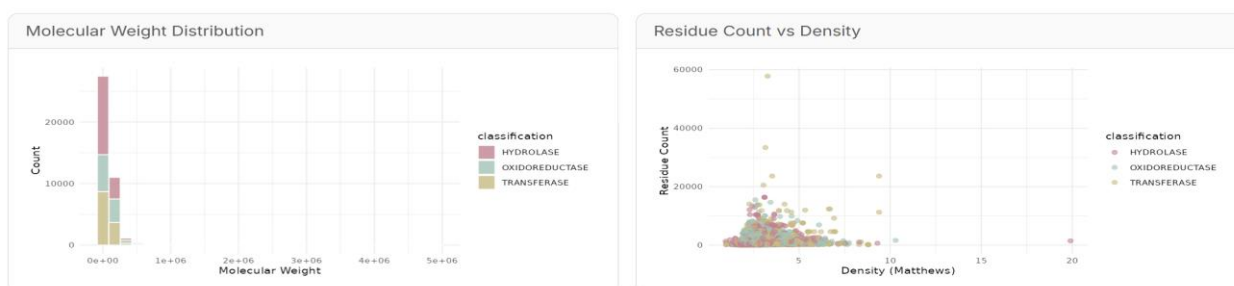 Molecular Weight Distribution
Count
20000
10000
0
0e+00 1e+06 2e+06 3e+06 4e+06 5e+06
Molecular Weight
classification
HYDROLASE
OXIDOREDUCTASE
TRANSFERASE
Residue Count vs Density
Residue Count
60000
40000
20000
0
5 10 15 20
Density (Matthews)
classification
HYDROLASE
OXIDOREDUCTASE
TRANSFERASE